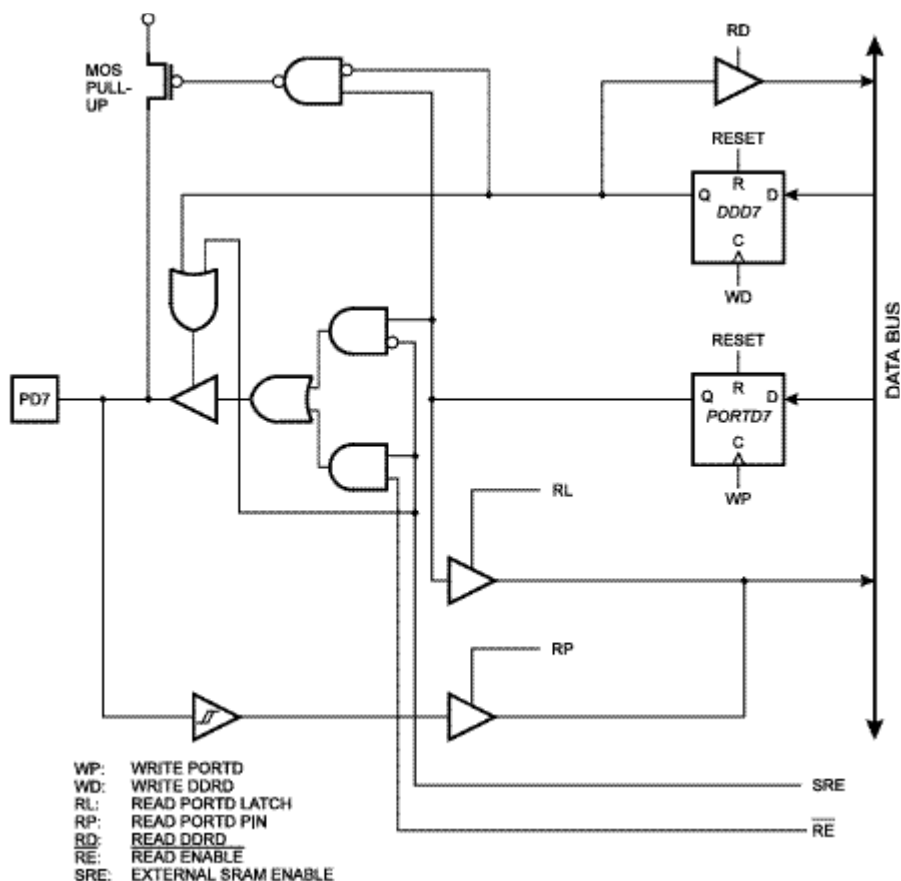 RD
MOS
PULL-
UP
RESET
R
Q
D
DDD7
C
WD
DATA BUS
RESET
PD7
R
Q
D
PORTD7
C
WP
RL
RP
WP: WRITE PORTD
WD: WRITE DDRD
RL: READ PORTD LATCH
RP: READ PORTD PIN
RD: READ DDRD
RE: READ ENABLE
SRE: EXTERNAL SRAM ENABLE
SRE
RE